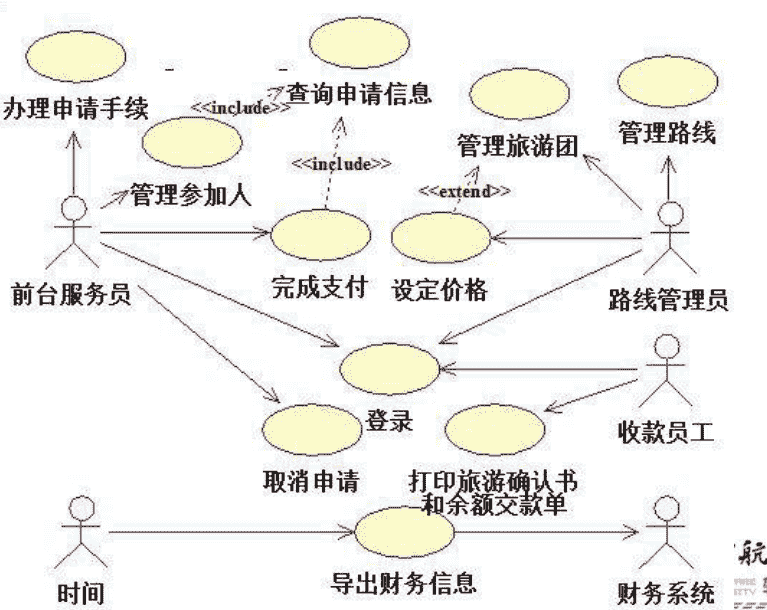 查询申请信息
办理申请手续
<<include>>
管理路线
管理旅游团
<<include>>
管理参加人
<<extend>>
前台服务员
完成支付
设定价格
路线管理员
登录
收款员工
取消申请
打印旅游确认书
和余额交款单
时间
导出财务信息
财务系统
航